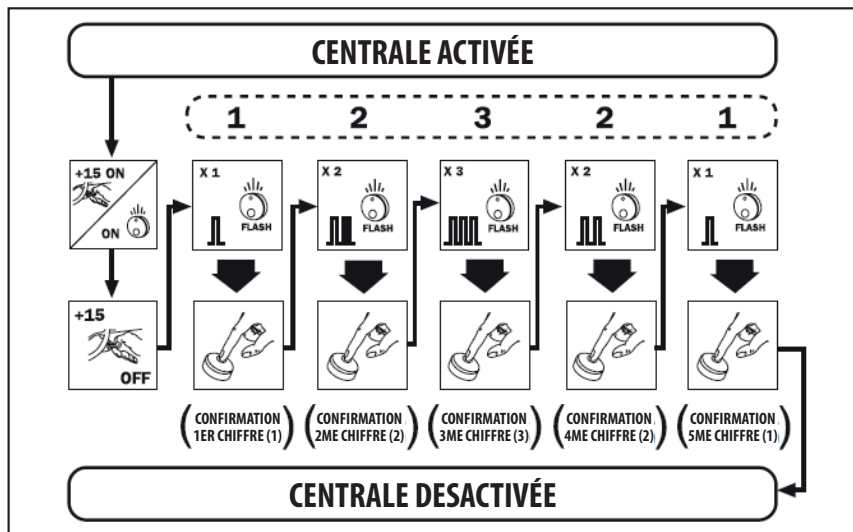 CENTRALE ACTIVÉE
1 2 3 2 1
+15 ON
ON
X 1
FLASH
X 2
FLASH
X 3
FLASH
X 2
FLASH
X 1
FLASH
+15
OFF
(CONFIRMATION
1ER CHIFFRE (1))
(CONFIRMATION
2ME CHIFFRE (2))
(CONFIRMATION
3ME CHIFFRE (3))
(CONFIRMATION
4ME CHIFFRE (2))
(CONFIRMATION
5ME CHIFFRE (1))
CENTRALE DESACTIVÉE